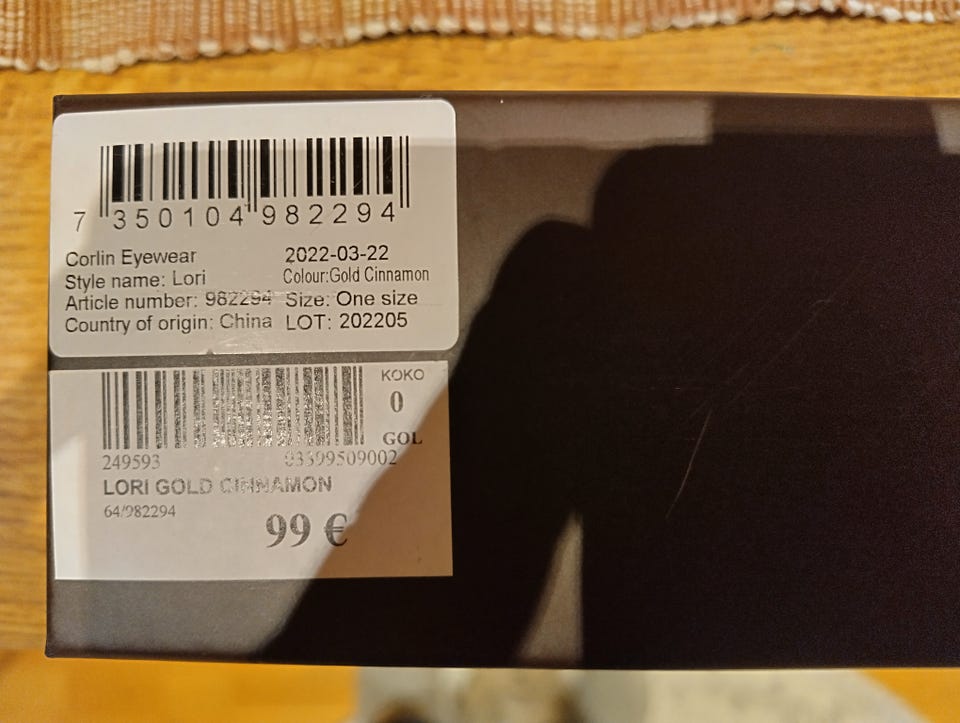 7 350104 982294
Corlin Eyewear 2022-03-22
Style name: Lori Colour:Gold Cinnamon
Article number: 982294 Size: One size
Country of origin: China LOT: 202205
KOKO
0
GOL
249593 03399509002
LORI GOLD CINNAMON
64/982294
99 €